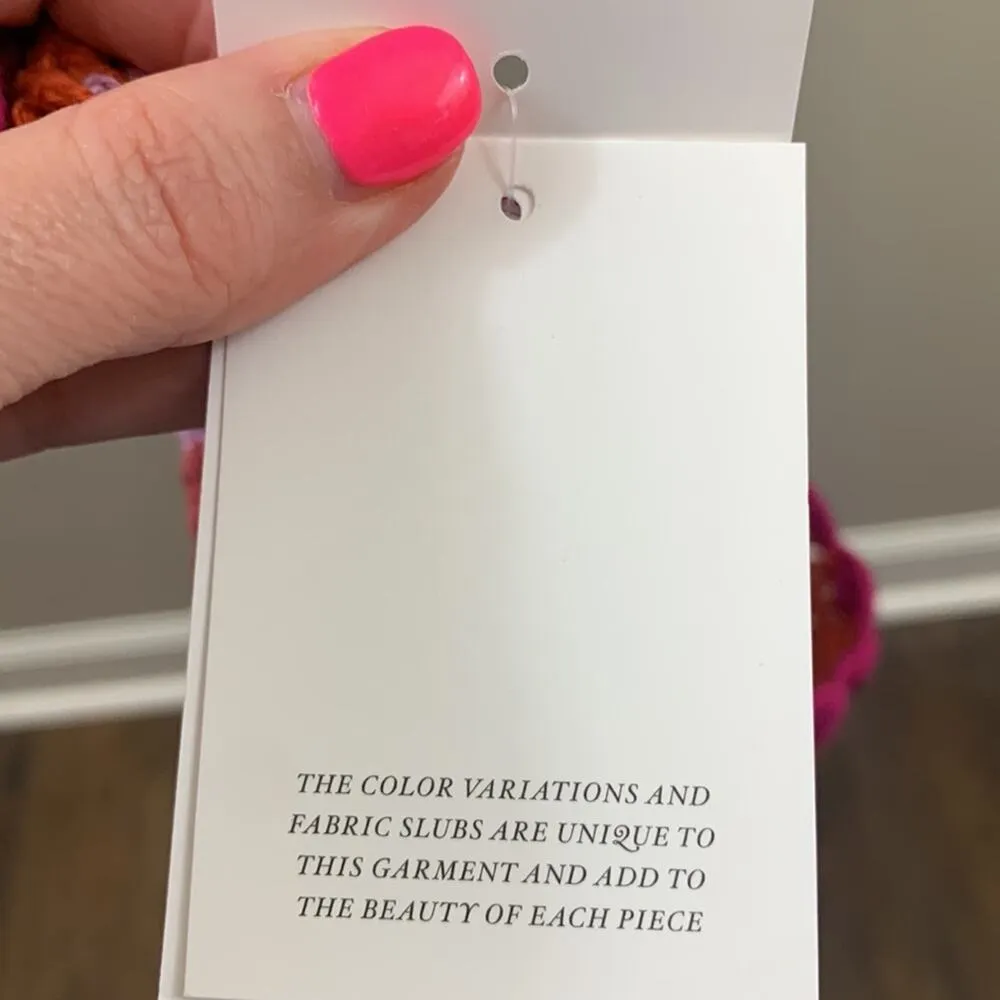 THE COLOR VARIATIONS AND
FABRIC SLUBS ARE UNIQUE TO
THIS GARMENT AND ADD TO
THE BEAUTY OF EACH PIECE